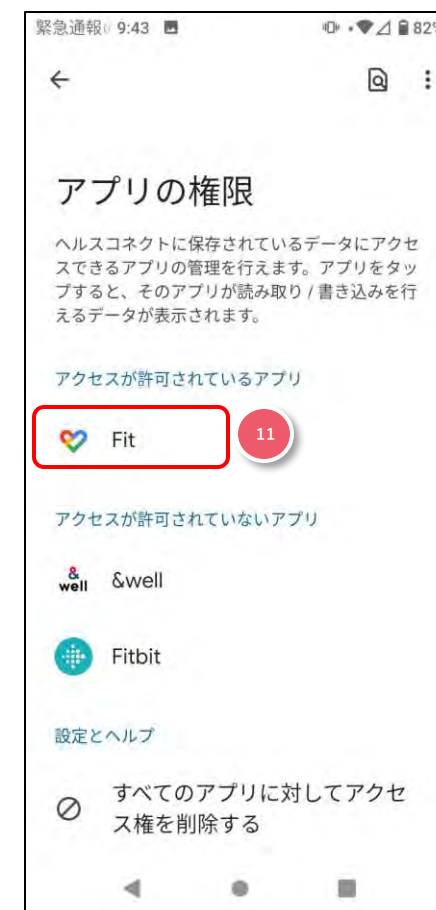 緊急通報 9:43 82%
アプリの権限
ヘルスコネクトに保存されているデータにアクセ
スできるアプリの管理を行えます。アプリをタッ
プすると、そのアプリが読み取り / 書き込みを行
えるデータが表示されます。
アクセスが許可されているアプリ
Fit
11
アクセスが許可されていないアプリ
& well
&well
Fitbit
設定とヘルプ
すべてのアプリに対してアクセ
ス権を削除する